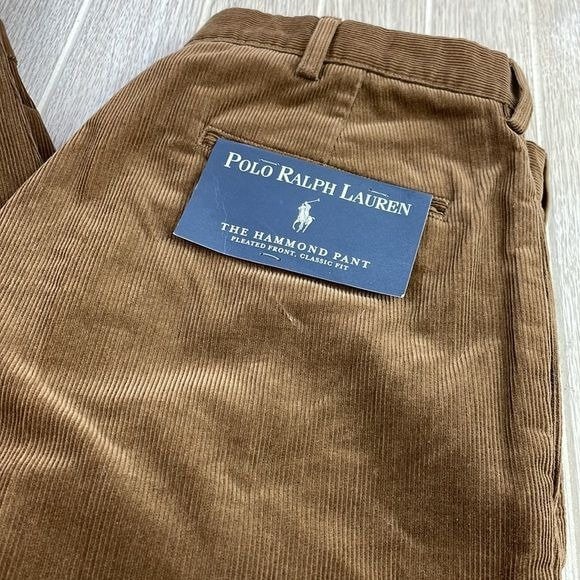 POLO RALPH LAUREN
THE HAMMOND PANT
PLEATED FRONT, CLASSIC FIT